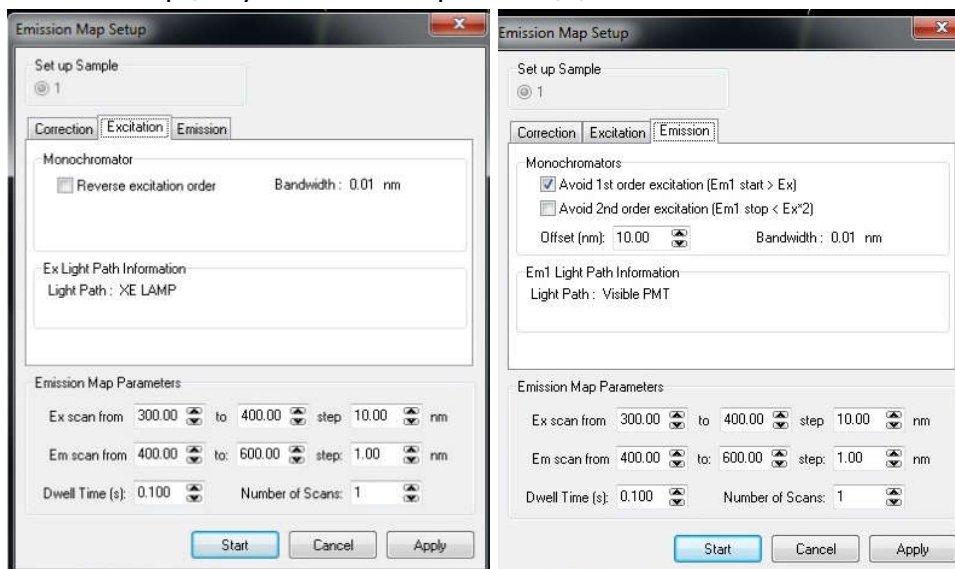 Emission Map Setup
Set up Sample
1
Correction Excitation Emission
Monochromator
Reverse excitation order Bandwidth : 0.01 nm
Ex Light Path Information
Light Path : XE LAMP
Emission Map Parameters
Ex scan from 300.00 to 400.00 step 10.00 nm
Em scan from 400.00 to: 600.00 step: 1.00 nm
Dwell Time (s): 0.100 Number of Scans: 1
Start Cancel Apply
Emission Map Setup
Set up Sample
1
Correction Excitation Emission
Monochromators
Avoid 1st order excitation (Em1 start > Ex)
Avoid 2nd order excitation (Em1 stop < Ex*2)
Offset (nm): 10.00 Bandwidth : 0.01 nm
Em1 Light Path Information
Light Path : Visible PMT
Emission Map Parameters
Ex scan from 300.00 to 400.00 step 10.00 nm
Em scan from 400.00 to: 600.00 step: 1.00 nm
Dwell Time (s): 0.100 Number of Scans: 1
Start Cancel Apply